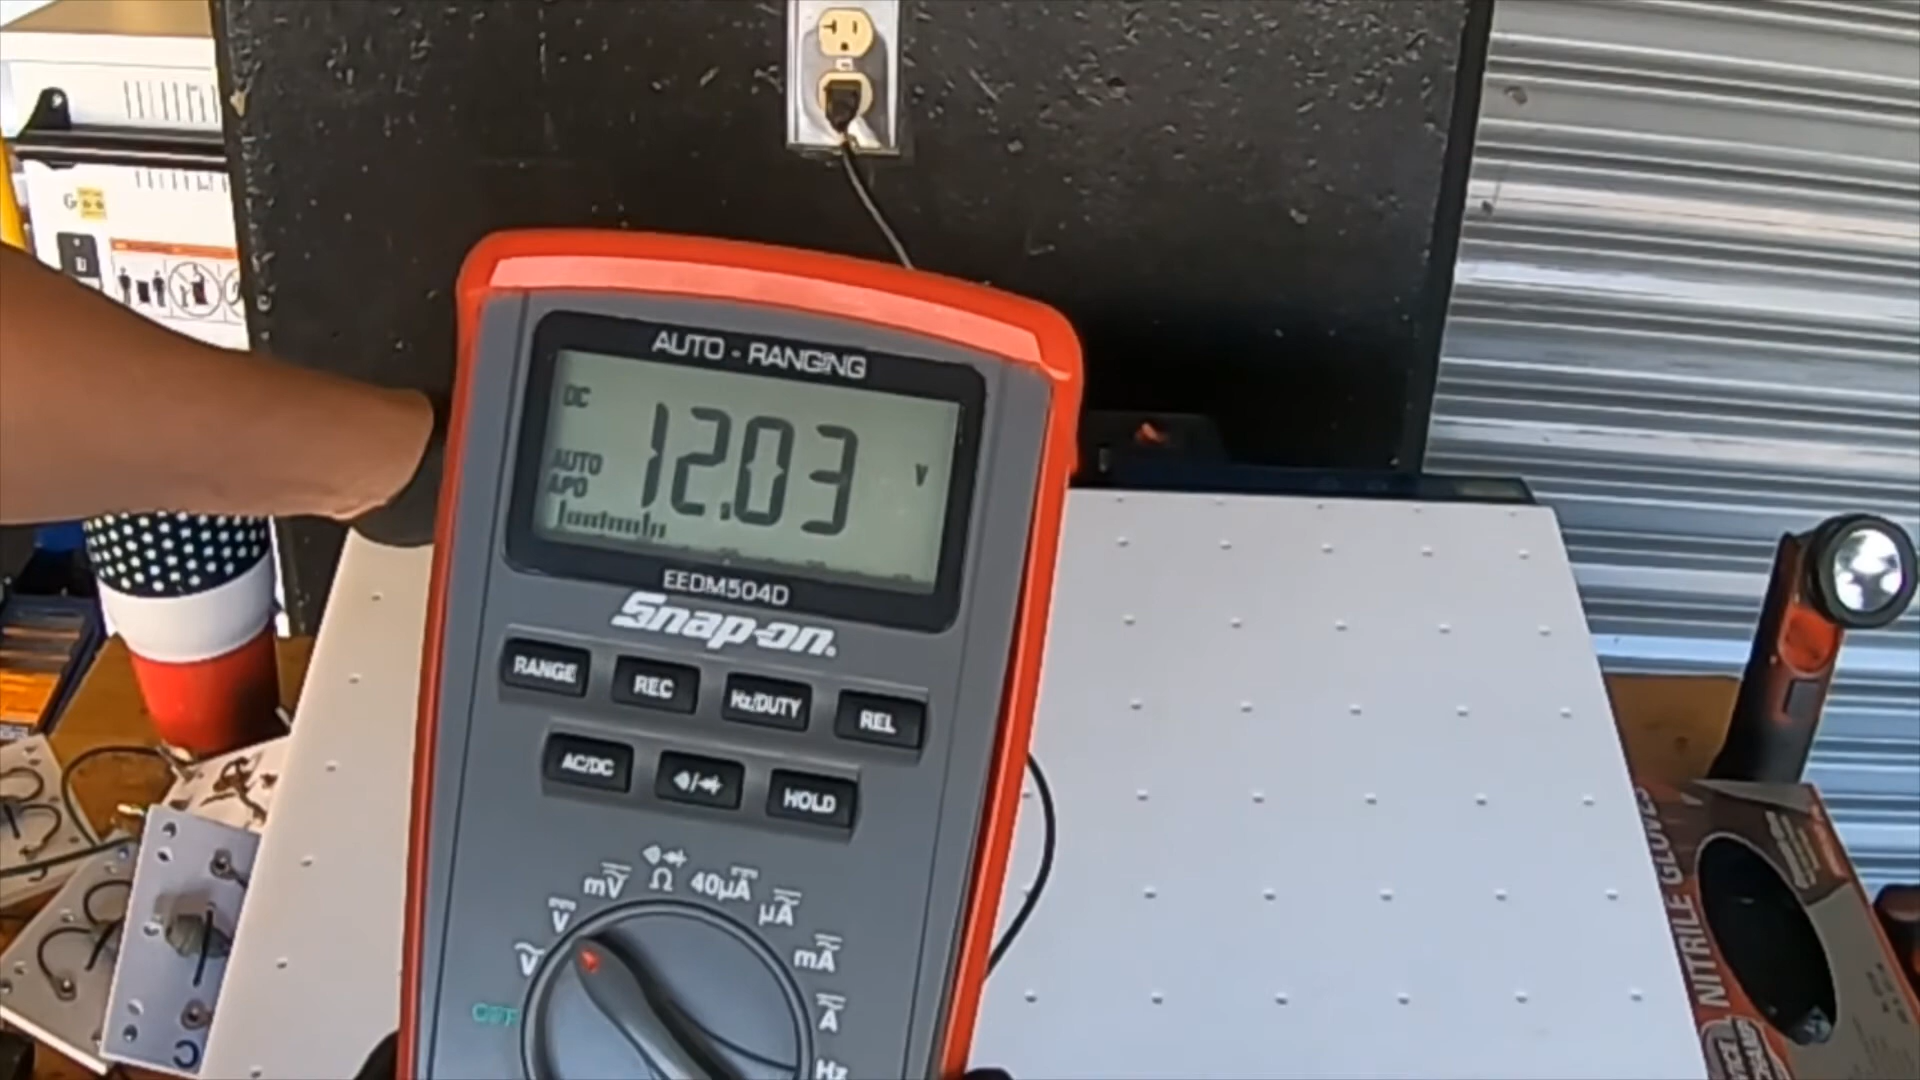 AUTO - RANGING
DC
12.03 V
AUTO
APO
EEDM504D
Snap-on
RANGE REC Hz/DUTY REL
AC/DC HOLD
mV Ω 40µA
V µA
V mA
OFF A
Hz
NITRILE GLOVES
C
G